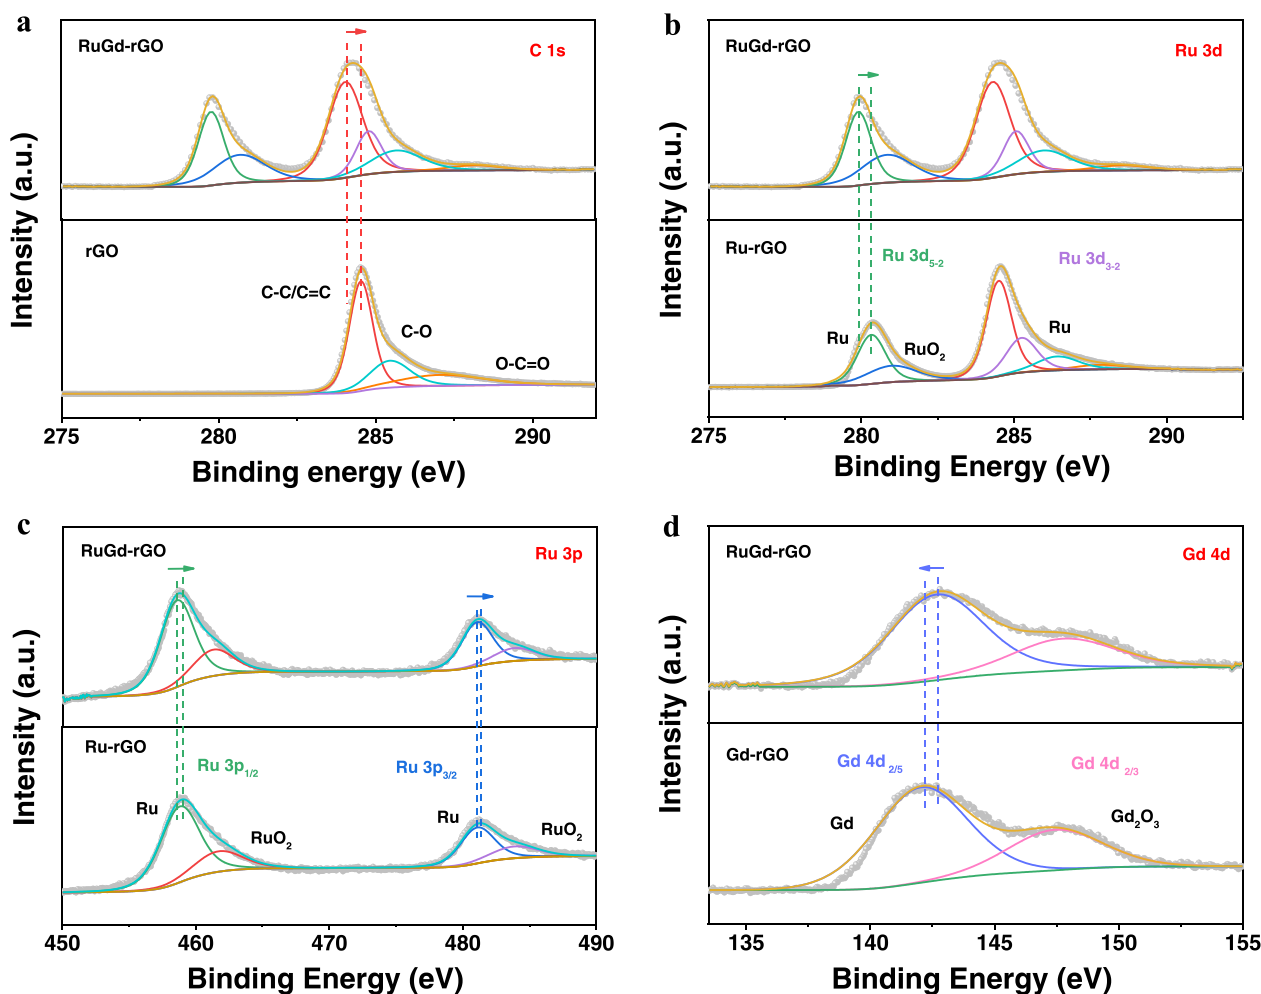 a
RuGd-rGO
C 1s
rGO
C-C/C=C
C-O
O-C=O
Intensity (a.u.)
275 280 285 290
Binding energy (eV)
b
RuGd-rGO
Ru 3d
Ru-rGO
Ru 3d5-2
Ru 3d3-2
Ru
RuO2
Ru
Intensity (a.u.)
275 280 285 290
Binding Energy (eV)
c
RuGd-rGO
Ru 3p
Ru-rGO
Ru 3p1/2
Ru 3p3/2
Ru
RuO2
Ru
RuO2
Intensity (a.u.)
450 460 470 480 490
Binding Energy (eV)
d
RuGd-rGO
Gd 4d
Gd-rGO
Gd 4d 2/5
Gd 4d 2/3
Gd
Gd2O3
Intensity (a.u.)
135 140 145 150 155
Binding Energy (eV)